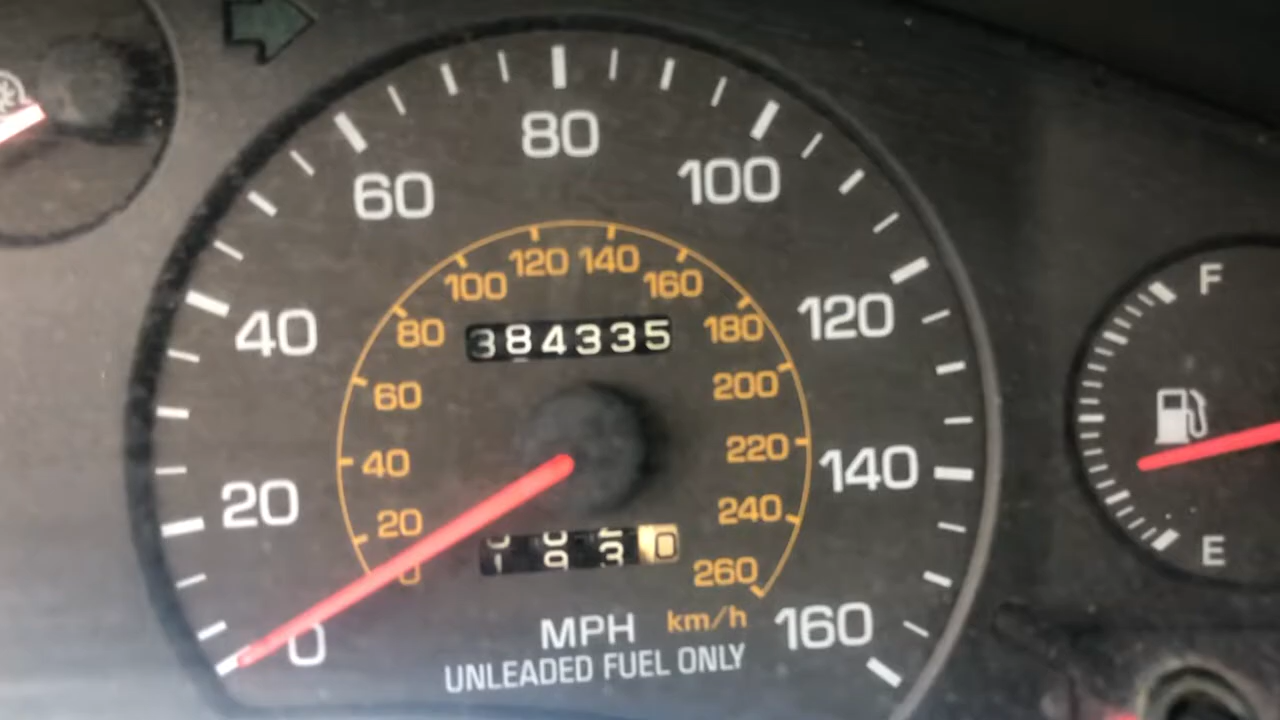 80
60 100
120 140
100 160
40 80 384335 180 120
60 200
40 220 140
20 20 240
0 260
0 MPH km/h 160
UNLEADED FUEL ONLY
F
E